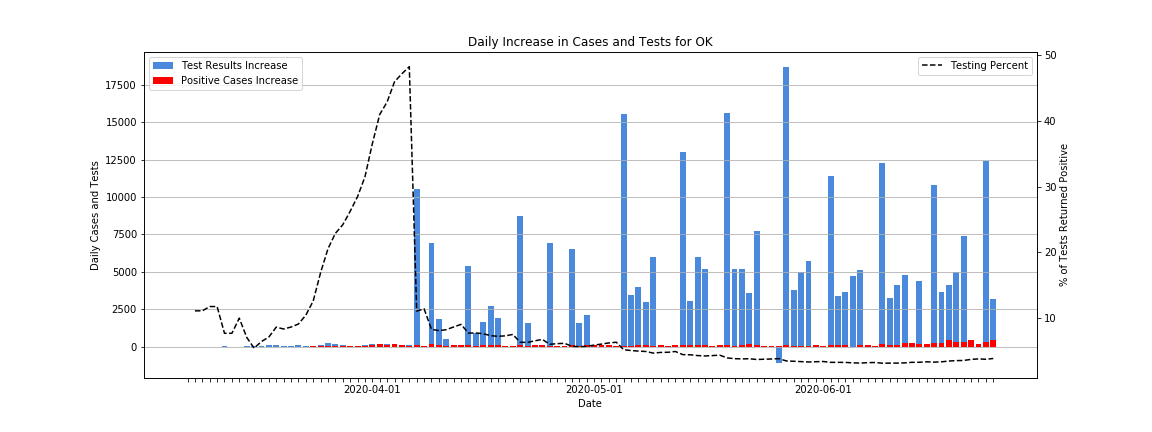 Daily Increase in Cases and Tests for OK
Test Results Increase
Positive Cases Increase
Testing Percent
17500
15000
12500
10000
7500
5000
2500
0
Daily Cases and Tests
50
40
30
20
10
% of Tests Returned Positive
2020-04-01
2020-05-01
2020-06-01
Date